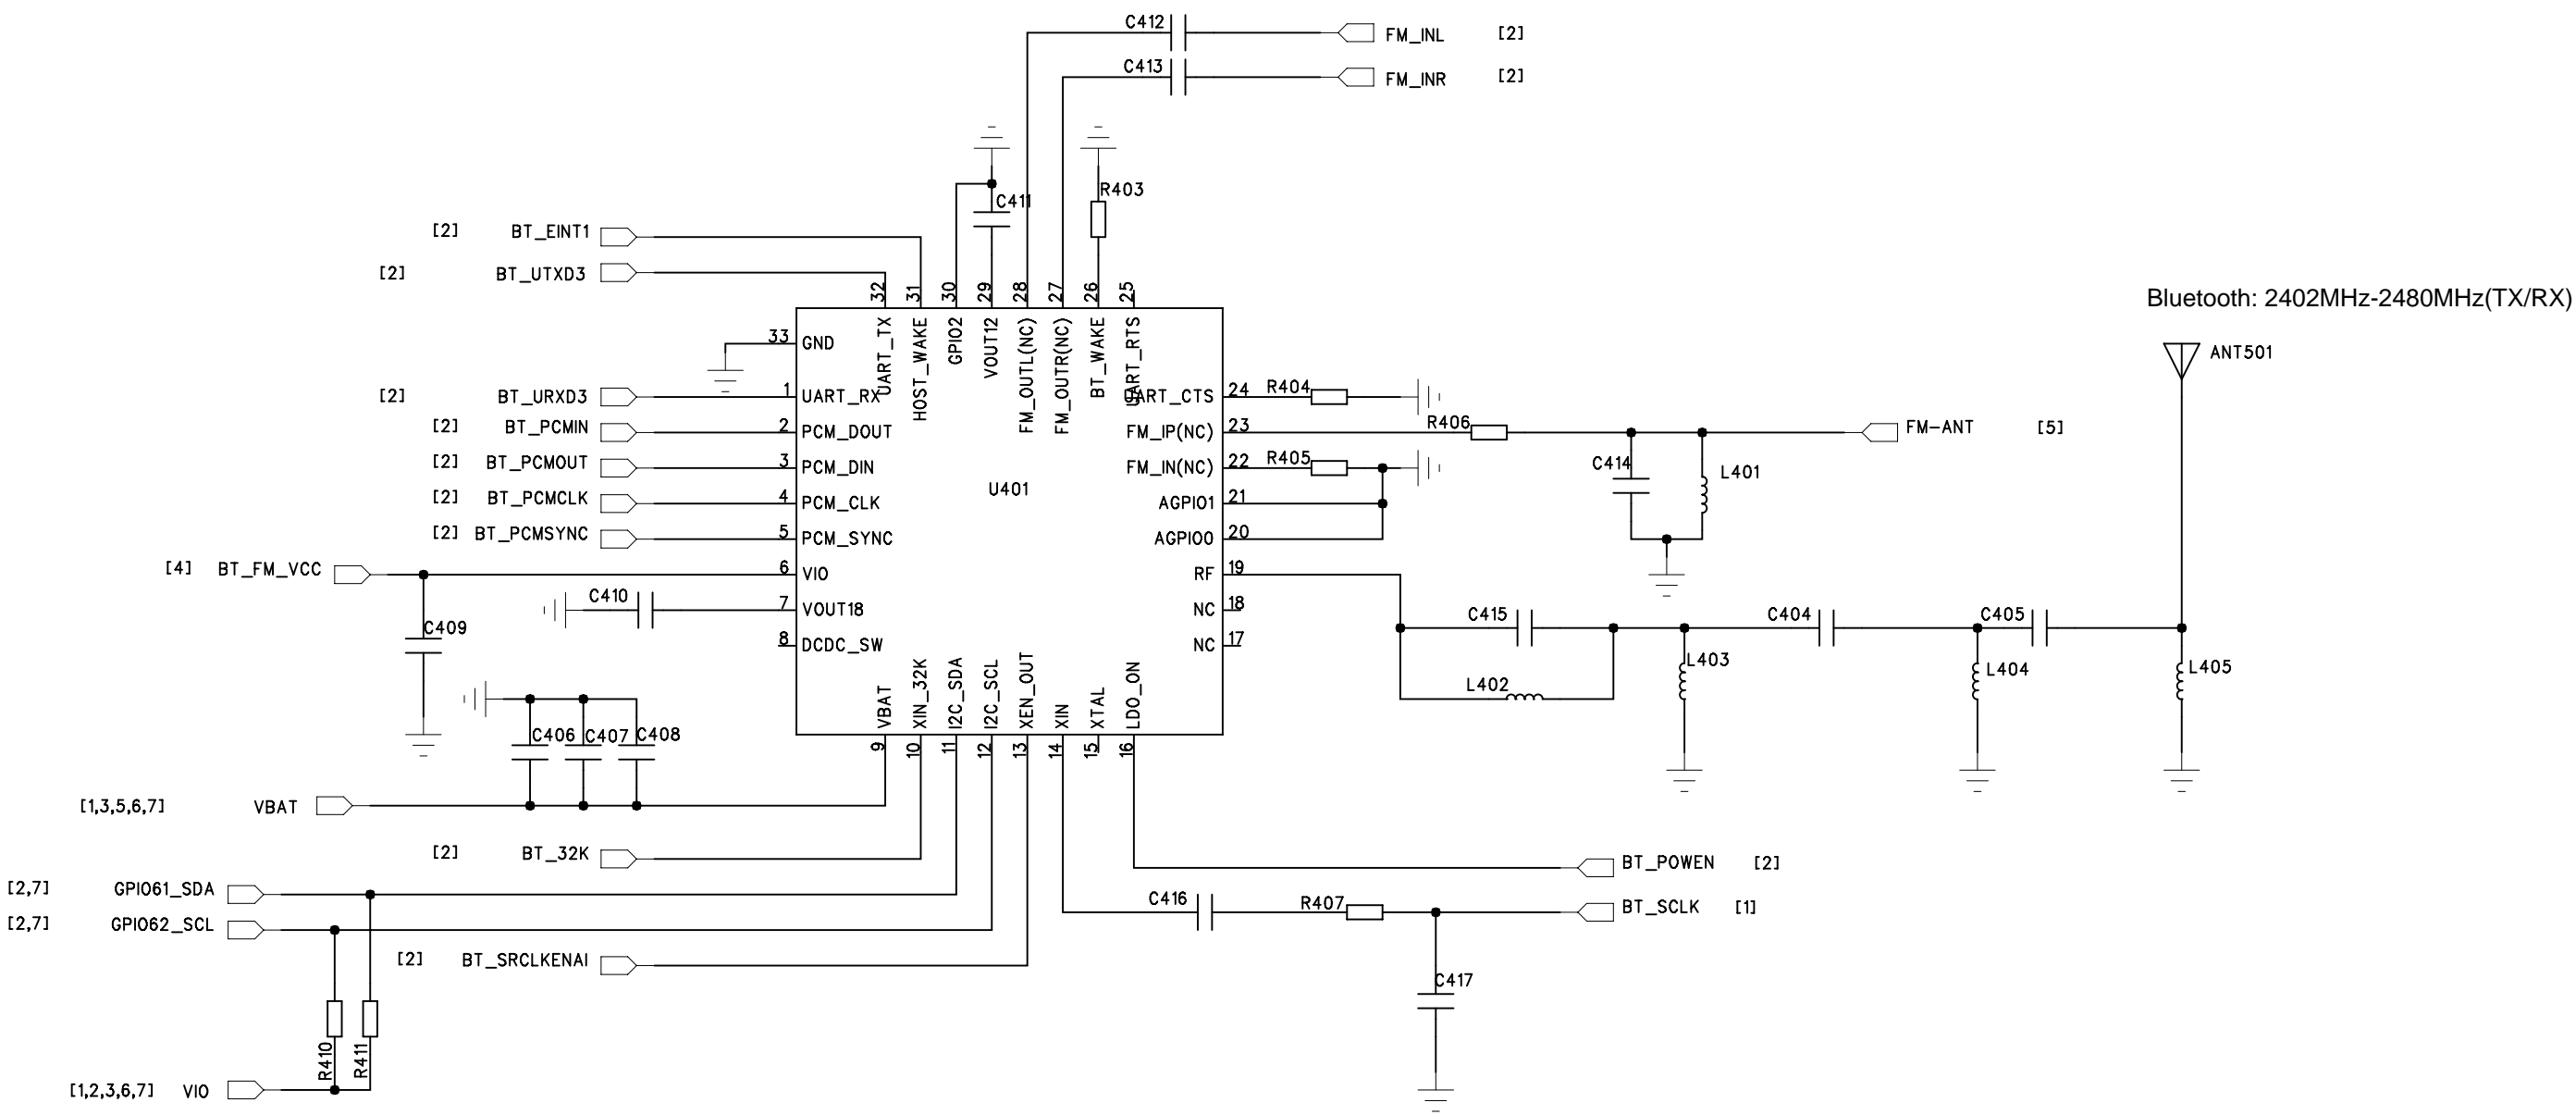 C412 FM_INL [2]
C413 FM_INR [2]
C411 R403
[2] BT_EINT1
[2] BT_UTXD3
32 31 30 29 28 27 26 25
Bluetooth: 2402MHz-2480MHz(TX/RX)
UART_TX HOST_WAKE GPIO2 VOUT12 FM_OUTL(NC) FM_OUTR(NC) BT_WAKE UART_RTS
33 GND
ANT501
[2] BT_URXD3 1 UART_RX UART_CTS 24 R404
[2] BT_PCMIN 2 PCM_DOUT FM_IP(NC) 23 R406 FM-ANT [5]
[2] BT_PCMOUT 3 PCM_DIN FM_IN(NC) 22 R405 C414 L401
U401
[2] BT_PCMCLK 4 PCM_CLK AGPIO1 21
[2] BT_PCMSYNC 5 PCM_SYNC AGPIO0 20
[4] BT_FM_VCC 6 VIO RF 19
C410 7 VOUT18 NC 18 C415 C404 C405
C409 8 DCDC_SW NC 17
L402 L403 L404 L405
VBAT XIN_32K I2C_SDA I2C_SCL XEN_OUT XIN XTAL LDO_ON
C406 C407 C408
9 10 11 12 13 14 15 16
[1,3,5,6,7] VBAT
[2] BT_32K
BT_POWEN [2]
[2,7] GPIO61_SDA
C416 R407 BT_SCLK [1]
[2,7] GPIO62_SCL
[2] BT_SRCLKENAI
C417
R410 R411
[1,2,3,6,7] VIO